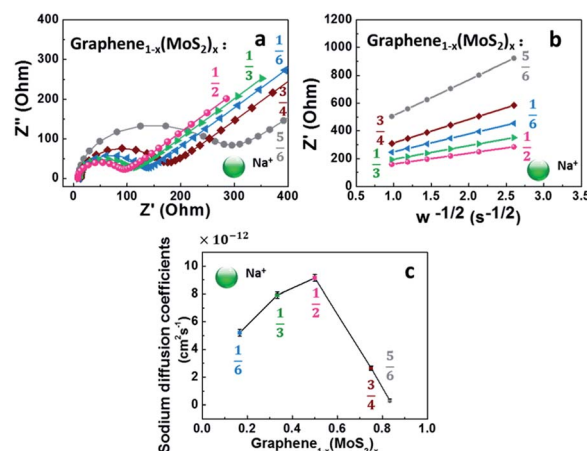 Graphene1-x(MoS2)x :
a
Z'' (Ohm)
400
300
200
100
0
1/2
1/3
1/6
3/4
5/6
Na+
0 100 200 300 400
Z' (Ohm)
Graphene1-x(MoS2)x :
b
Z' (Ohm)
1200
1000
800
600
400
200
0
5/6
3/4
1/6
1/3
1/2
Na+
0.5 1.0 1.5 2.0 2.5 3.0 3.5
w -1/2 (s-1/2)
× 10-12
c
Sodium diffusion coefficients
(cm2s-1)
10
8
6
4
2
0
Na+
1/6
1/3
1/2
3/4
5/6
0.0 0.2 0.4 0.6 0.8 1.0
Graphene1-x(MoS2)x